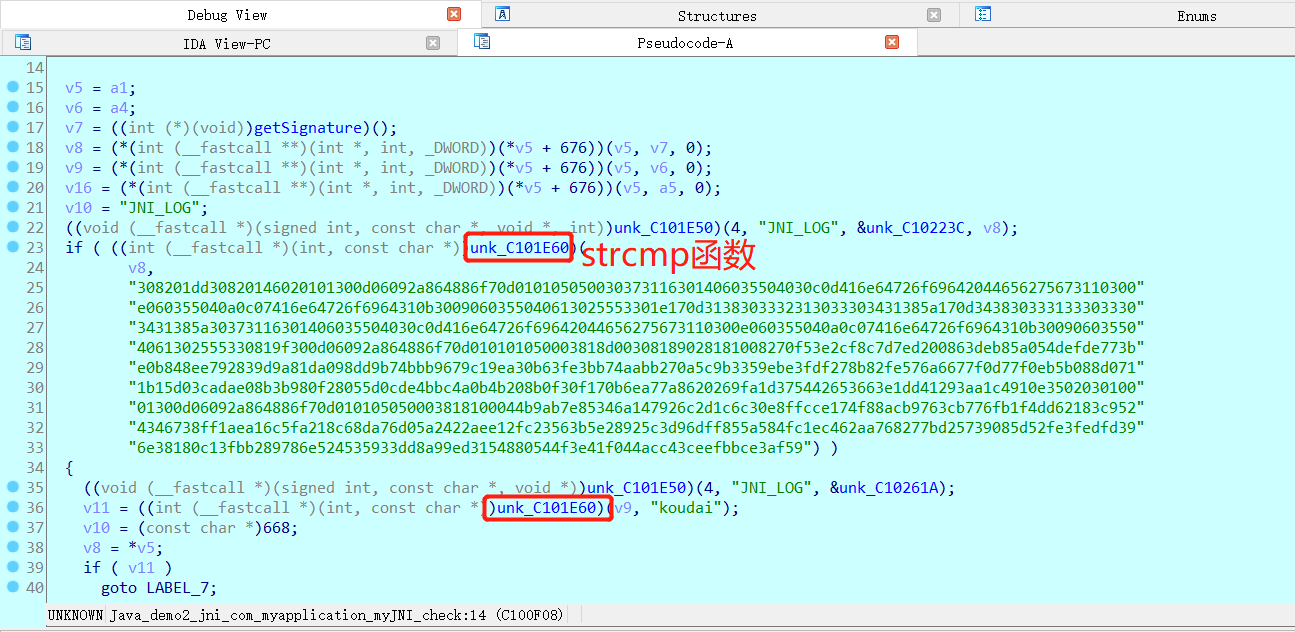 Debug View
Structures
Enums
IDA View-PC
Pseudocode-A
14
15 v5 = a1;
16 v6 = a4;
17 v7 = ((int (*)(void))getSignature)();
18 v8 = (*(int (__fastcall **)(int *, int, _DWORD))(*v5 + 676))(v5, v7, 0);
19 v9 = (*(int (__fastcall **)(int *, int, _DWORD))(*v5 + 676))(v5, v6, 0);
20 v16 = (*(int (__fastcall **)(int *, int, _DWORD))(*v5 + 676))(v5, a5, 0);
21 v10 = "JNI_LOG";
22 ((void (__fastcall *)(signed int, const char *, void *, int))unk_C101E50)(4, "JNI_LOG", &unk_C10223C, v8);
23 if ( ((int (__fastcall *)(int, const char *))unk_C101E60)( strcmp函数
24 v8,
25 "308201dd30820146020101300d06092a864886f70d010105050030373116301406035504030c0d416e64726f69642044656275673110300"
26 "e060355040a0c07416e64726f6964310b3009060355040613025553301e170d3138303332313033303431385a170d343830333133303330"
27 "3431385a30373116301406035504030c0d416e64726f69642044656275673110300e060355040a0c07416e64726f6964310b30090603550"
28 "4061302555330819f300d06092a864886f70d010101050003818d00308189028181008270f53e2cf8c7d7ed200863deb85a054defde773b"
29 "e0b848ee792839d9a81da098dd9b74bbb9679c19ea30b63fe3bb74aabb270a5c9b3359ebe3fdf278b82fe576a6677f0d77f0eb5b088d071"
30 "1b15d03cadae08b3b980f28055d0cde4bbc4a0b4b208b0f30f170b6ea77a8620269fa1d375442653663e1dd41293aa1c4910e3502030100"
31 "01300d06092a864886f70d01010505000381810004​4b9ab7e85346a147926c2d1c6c30e8ffcce174f88acb9763cb776fb1f4dd62183c952"
32 "4346738ff1aea16c5fa218c68da76d05a2422aee12fc23563b5e28925c3d96dff855a584fc1ec462aa768277bd25739085d52fe3fedfd39"
33 "6e38180c13fbb289786e524535933dd8a99ed3154880544f3e41f044acc43ceefbbce3af59") )
34 {
35 ((void (__fastcall *)(signed int, const char *, void *))unk_C101E50)(4, "JNI_LOG", &unk_C10261A);
36 v11 = ((int (__fastcall *)(int, const char *))unk_C101E60)(v9, "koudai");
37 v10 = (const char *)668;
38 v8 = *v5;
39 if ( v11 )
40 goto LABEL_7;
UNKNOWN Java_demo2_jni_com_myapplication_myJNI_check:14 (C100F08)